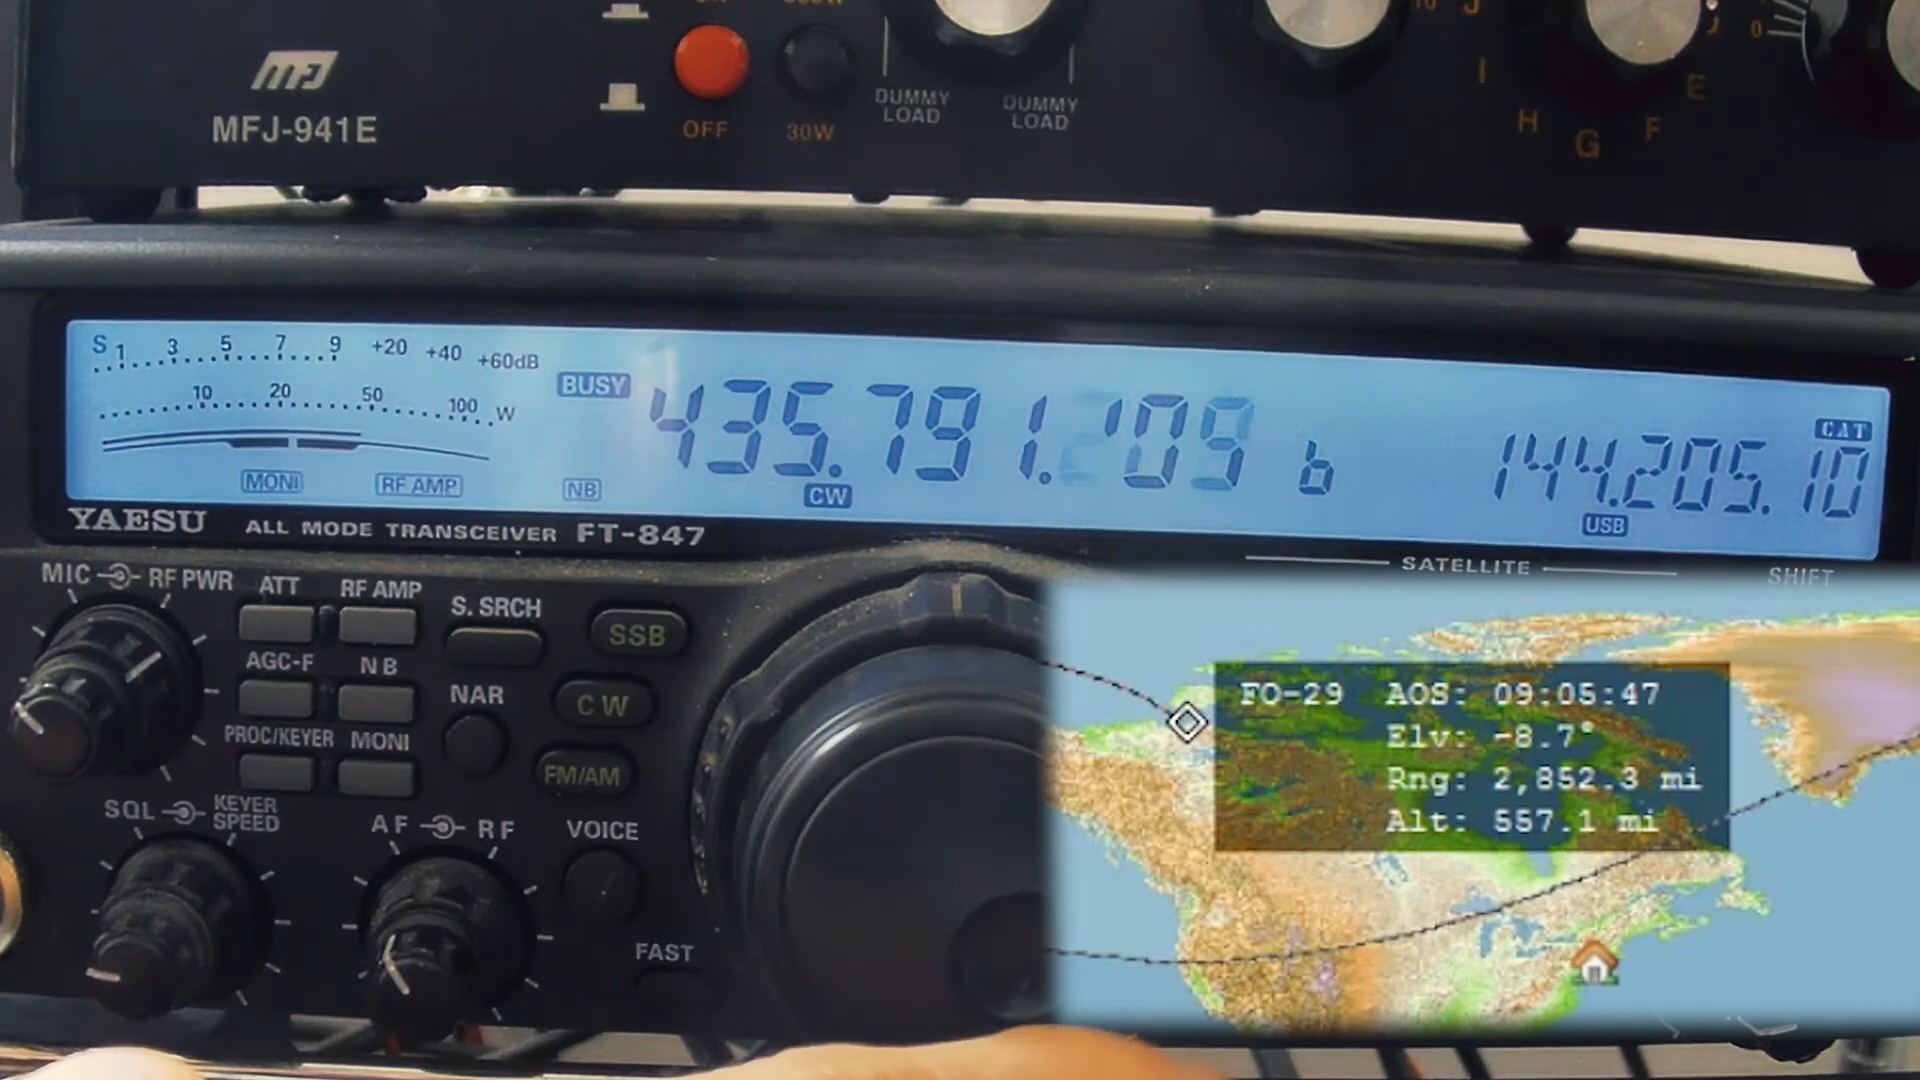 MFJ
MFJ-941E
OFF
30W
DUMMY LOAD
DUMMY LOAD
J
I
H
G
F
E
0
S 1 3 5 7 9 +20 +40 +60dB
10 20 50 100 W
BUSY
MONI
RF AMP
NB
CW
b
144.205.10
USB
CAT
YAESU ALL MODE TRANSCEIVER FT-847
SATELLITE
SHIFT
MIC RF PWR
ATT
RF AMP
S. SRCH
SSB
AGC-F
NB
NAR
CW
PROC/KEYER
MONI
FM/AM
SQL
KEYER SPEED
AF RF
VOICE
FAST
FO-29 AOS: 09:05:47
Elv: -8.7°
Rng: 2,852.3 mi
Alt: 557.1 mi